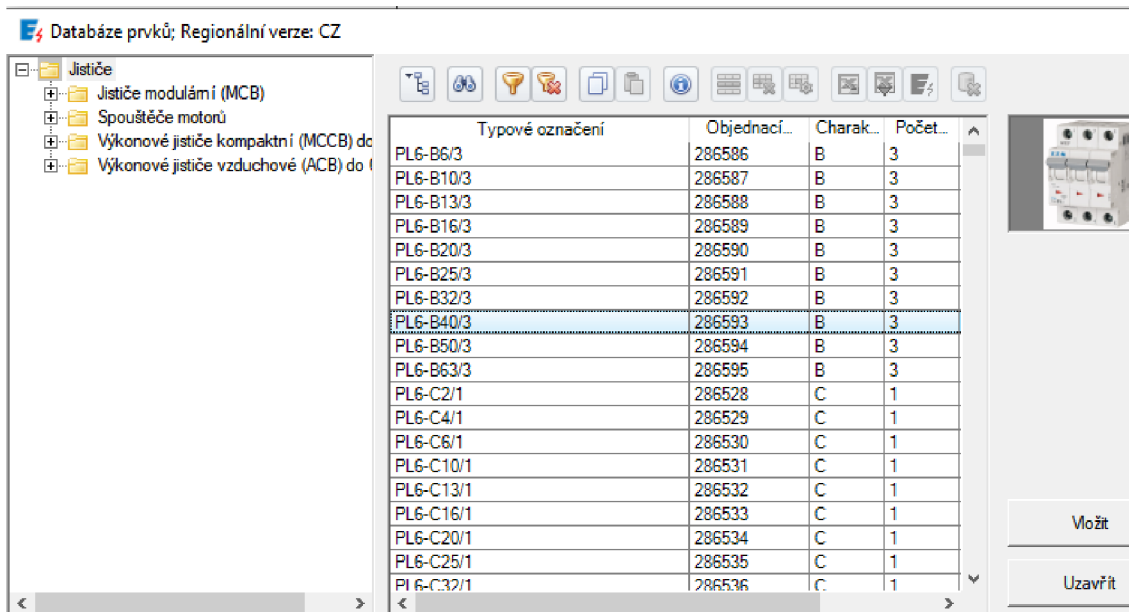 Databáze prvků; Regionální verze: CZ
Jističe
Jističe modulární (MCB)
Spouštěče motorů
Výkonové jističe kompaktní (MCCB) do
Výkonové jističe vzduchové (ACB) do
Typové označení Objednací... Charak... Počet...
PL6-B6/3 286586 B 3
PL6-B10/3 286587 B 3
PL6-B13/3 286588 B 3
PL6-B16/3 286589 B 3
PL6-B20/3 286590 B 3
PL6-B25/3 286591 B 3
PL6-B32/3 286592 B 3
PL6-B40/3 286593 B 3
PL6-B50/3 286594 B 3
PL6-B63/3 286595 B 3
PL6-C2/1 286528 C 1
PL6-C4/1 286529 C 1
PL6-C6/1 286530 C 1
PL6-C10/1 286531 C 1
PL6-C13/1 286532 C 1
PL6-C16/1 286533 C 1
PL6-C20/1 286534 C 1
PL6-C25/1 286535 C 1
PL6-C32/1 286536 C 1
Vložit
Uzavřít